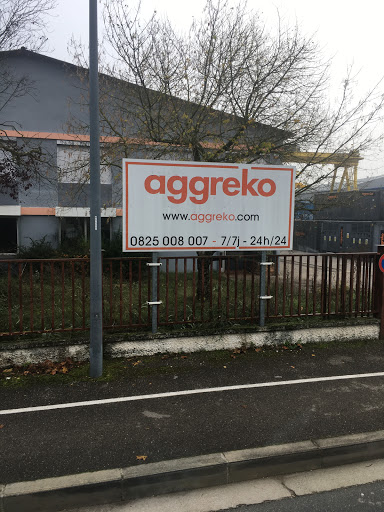 aggreko
www.aggreko.com
0825 008 007 - 7/7j - 24h/24